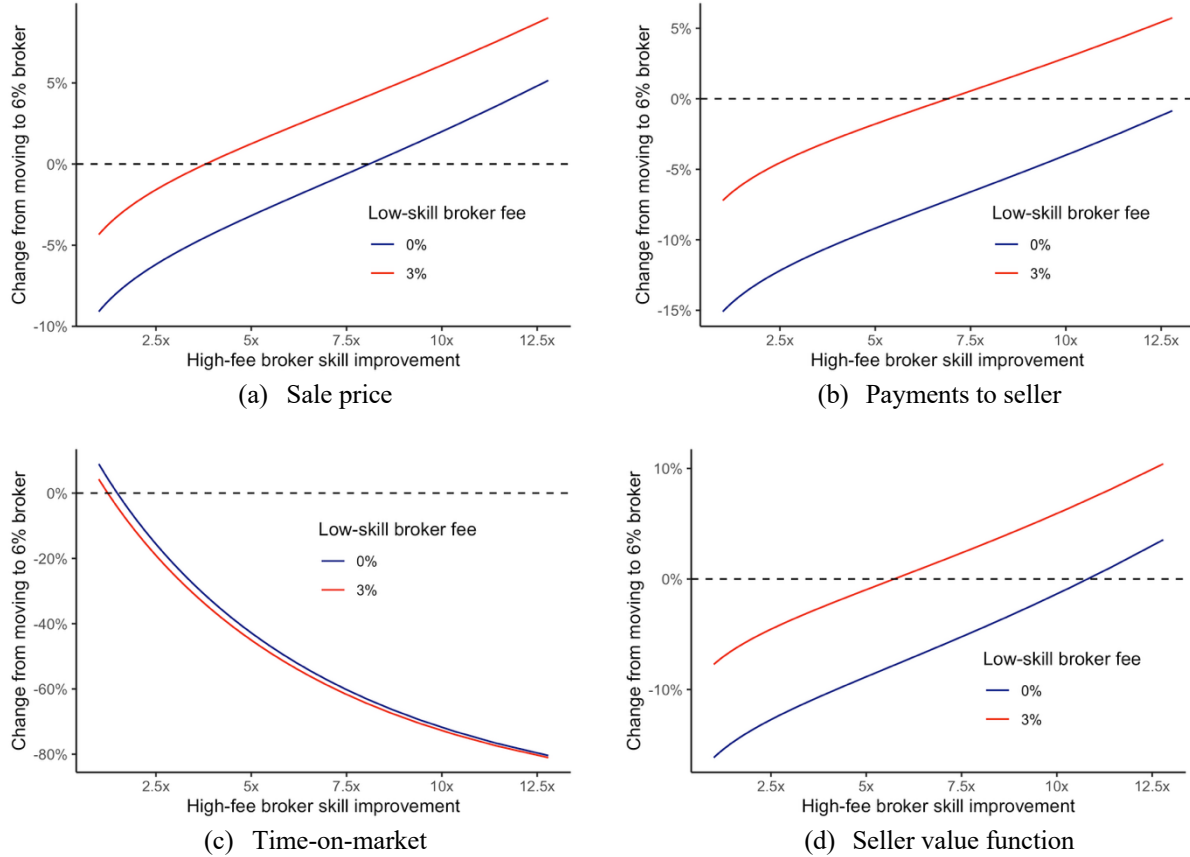 Change from moving to 6% broker
5%
0%
-5%
-10%
Low-skill broker fee
0%
3%
2.5x 5x 7.5x 10x 12.5x
High-fee broker skill improvement
(a) Sale price
Change from moving to 6% broker
5%
0%
-5%
-10%
-15%
Low-skill broker fee
0%
3%
2.5x 5x 7.5x 10x 12.5x
High-fee broker skill improvement
(b) Payments to seller
Change from moving to 6% broker
0%
-20%
-40%
-60%
-80%
Low-skill broker fee
0%
3%
2.5x 5x 7.5x 10x 12.5x
High-fee broker skill improvement
(c) Time-on-market
Change from moving to 6% broker
10%
0%
-10%
Low-skill broker fee
0%
3%
2.5x 5x 7.5x 10x 12.5x
High-fee broker skill improvement
(d) Seller value function